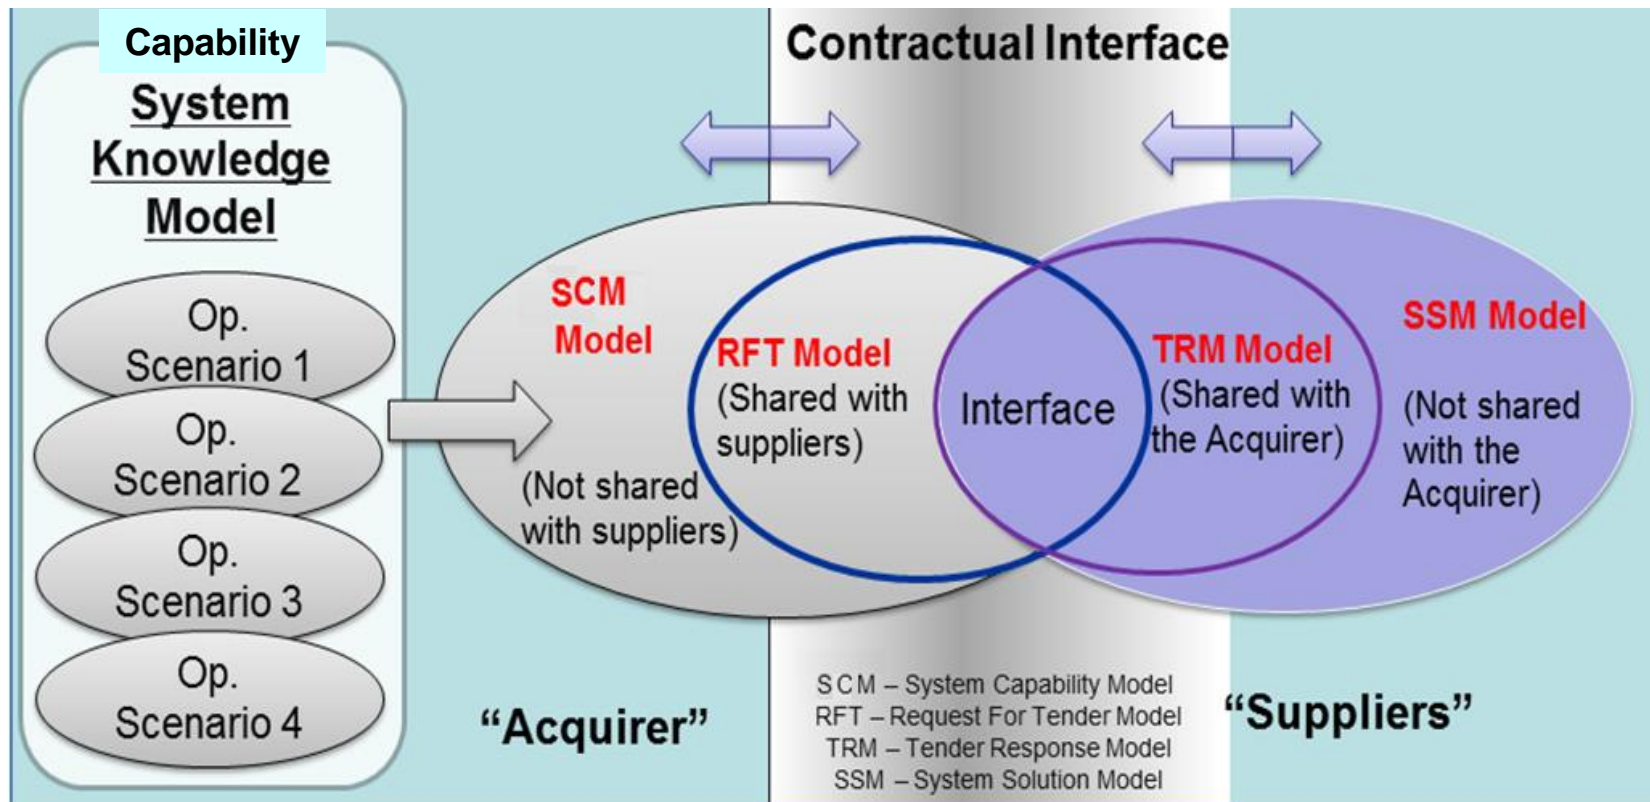 Capability
System
Knowledge
Model
Op.
Scenario 1
Op.
Scenario 2
Op.
Scenario 3
Op.
Scenario 4
Contractual Interface
SCM
Model
(Not shared
with suppliers)
RFT Model
(Shared with
suppliers)
Interface
TRM Model
(Shared with
the Acquirer)
SSM Model
(Not shared
with the
Acquirer)
“Acquirer”
SCM – System Capability Model
RFT – Request For Tender Model
TRM – Tender Response Model
SSM – System Solution Model
“Suppliers”